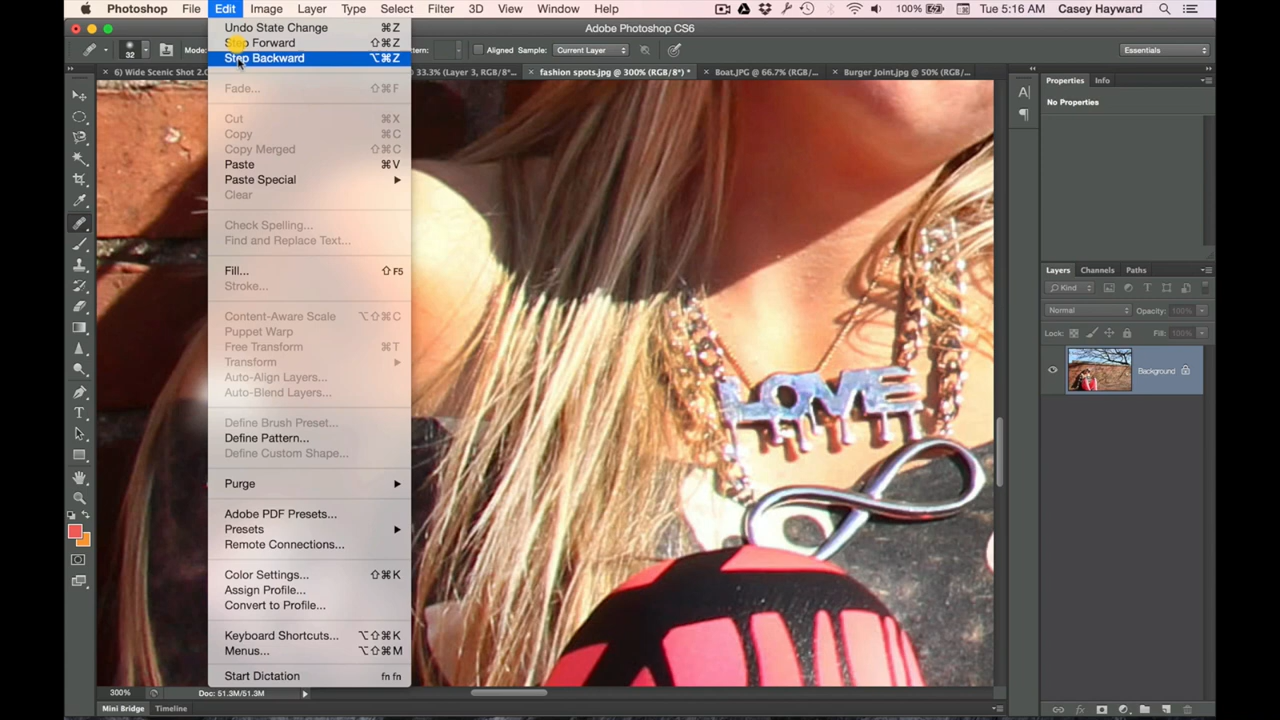 Photoshop File Edit Image Layer Type Select Filter 3D View Window Help 100% Tue 5:16 AM Casey Hayward
Adobe Photoshop CS6
32 Mode: Aligned Sample: Current Layer Essentials
6) Wide Scenic Shot 2.0 33.3% (Layer 3, RGB/8*... × fashion spots.jpg @ 300% (RGB/8*) * × Boat.JPG @ 66.7% (RGB/8*... × Burger Joint.jpg @ 50% (RGB/8*...
Undo State Change ⌘Z
Step Forward ⇧⌘Z
Step Backward ⌥⌘Z
Fade... ⇧⌘F
Cut ⌘X
Copy ⌘C
Copy Merged ⇧⌘C
Paste ⌘V
Paste Special
Clear
Check Spelling...
Find and Replace Text...
Fill... ⇧F5
Stroke...
Content-Aware Scale ⌥⇧⌘C
Puppet Warp
Free Transform ⌘T
Transform
Auto-Align Layers...
Auto-Blend Layers...
Define Brush Preset...
Define Pattern...
Define Custom Shape...
Purge
Adobe PDF Presets...
Presets
Remote Connections...
Color Settings... ⇧⌘K
Assign Profile...
Convert to Profile...
Keyboard Shortcuts... ⌥⇧⌘K
Menus... ⌥⇧⌘M
Start Dictation fn fn
LOVE
Properties Info
No Properties
Layers Channels Paths
Kind
Normal Opacity: 100%
Lock: Fill: 100%
Background
300% Doc: 51.3M/51.3M
Mini Bridge Timeline